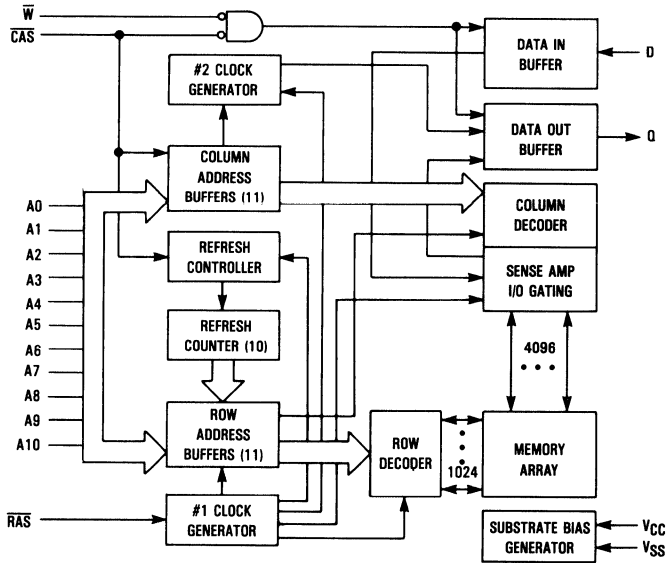 W̅
C̅A̅S̅
#2 CLOCK
GENERATOR
DATA IN
BUFFER
D
DATA OUT
BUFFER
Q
COLUMN
ADDRESS
BUFFERS (11)
COLUMN
DECODER
A0
A1
A2
A3
A4
A5
A6
A7
A8
A9
A10
REFRESH
CONTROLLER
SENSE AMP
I/O GATING
REFRESH
COUNTER (10)
4096
• • •
ROW
ADDRESS
BUFFERS (11)
ROW
DECODER
1024
MEMORY
ARRAY
R̅A̅S̅
#1 CLOCK
GENERATOR
SUBSTRATE BIAS
GENERATOR
VCC
VSS